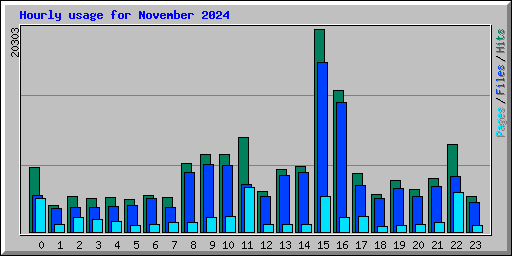 Hourly usage for November 2024
20303
Pages/Files/Hits
0 1 2 3 4 5 6 7 8 9 10 11 12 13 14 15 16 17 18 19 20 21 22 23